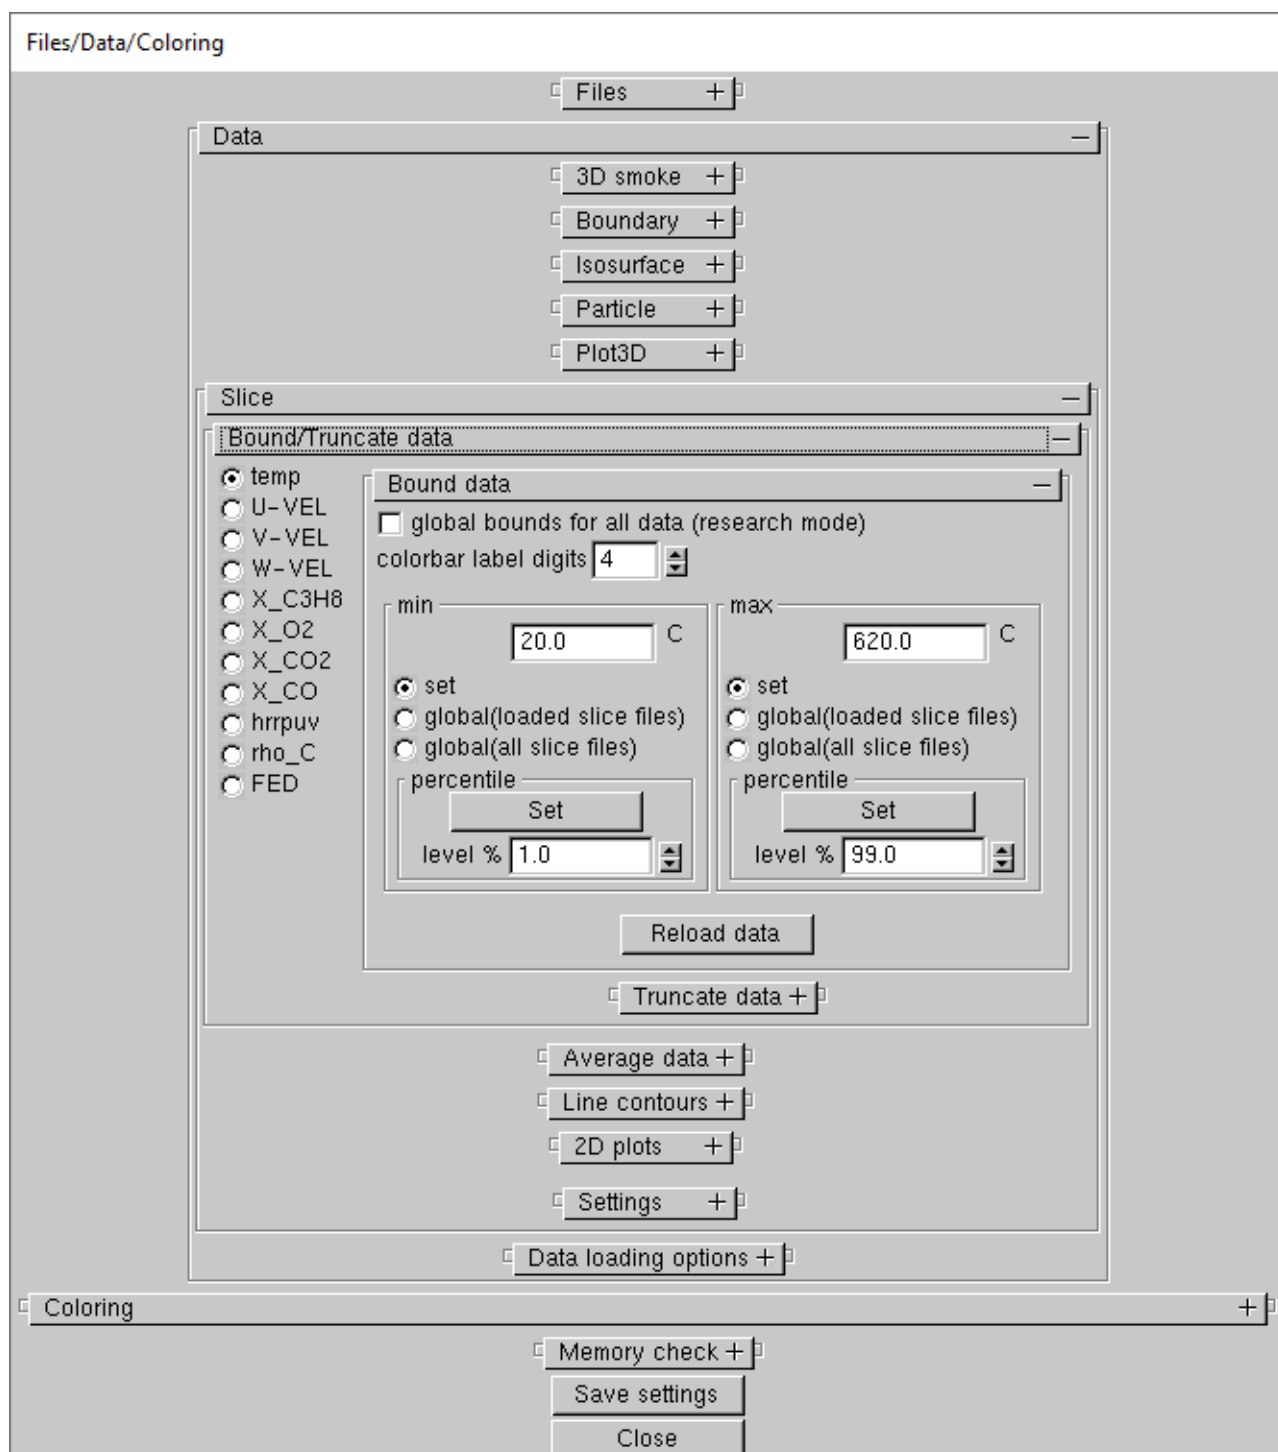 Files/Data/Coloring
Files +
Data −
3D smoke +
Boundary +
Isosurface +
Particle +
Plot3D +
Slice −
Bound/Truncate data −
temp
U-VEL
V-VEL
W-VEL
X_C3H8
X_O2
X_CO2
X_CO
hrrpuv
rho_C
FED
Bound data −
global bounds for all data (research mode)
colorbar label digits 4
min
20.0 C
set
global(loaded slice files)
global(all slice files)
percentile
Set
level % 1.0
max
620.0 C
set
global(loaded slice files)
global(all slice files)
percentile
Set
level % 99.0
Reload data
Truncate data +
Average data +
Line contours +
2D plots +
Settings +
Data loading options +
Coloring +
Memory check +
Save settings
Close